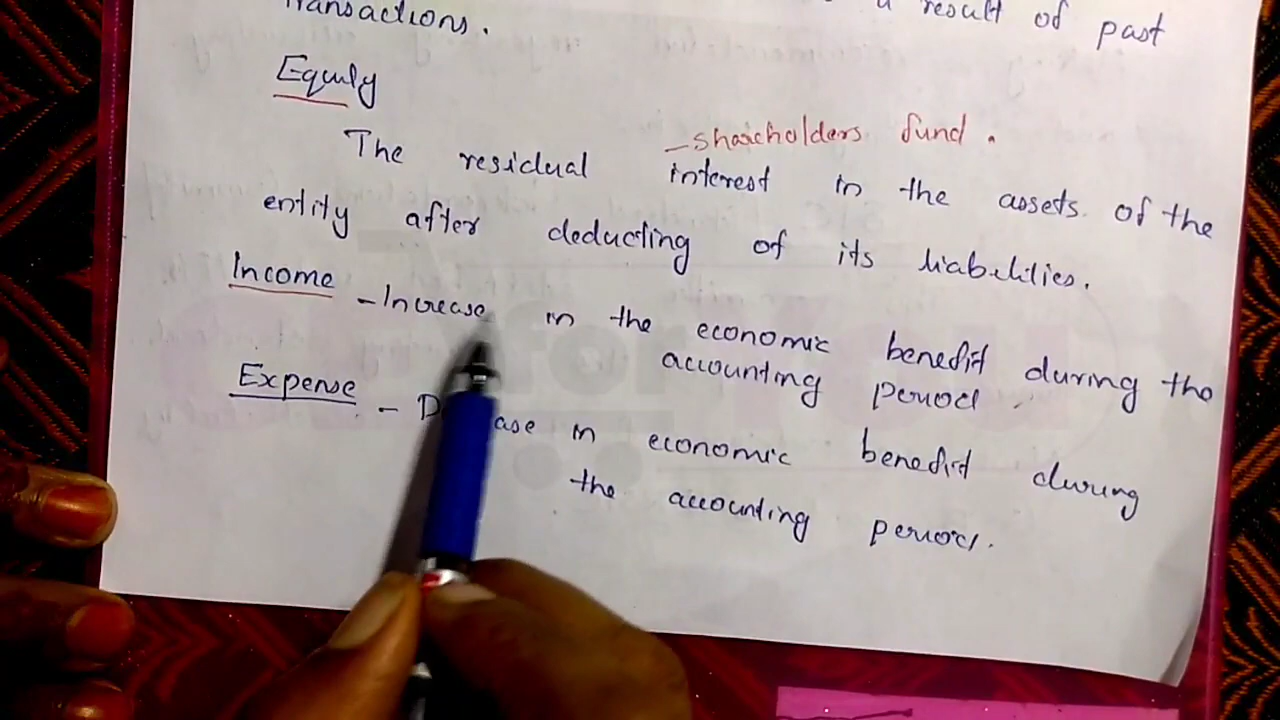 a result of past
transactions.
Equity
- shareholders fund.
The residual interest in the assets of the
entity after deducting of its liabilities.
Income - Increase in the economic benefit during the
accounting period
Expense - in economic benefit during
the accounting period.